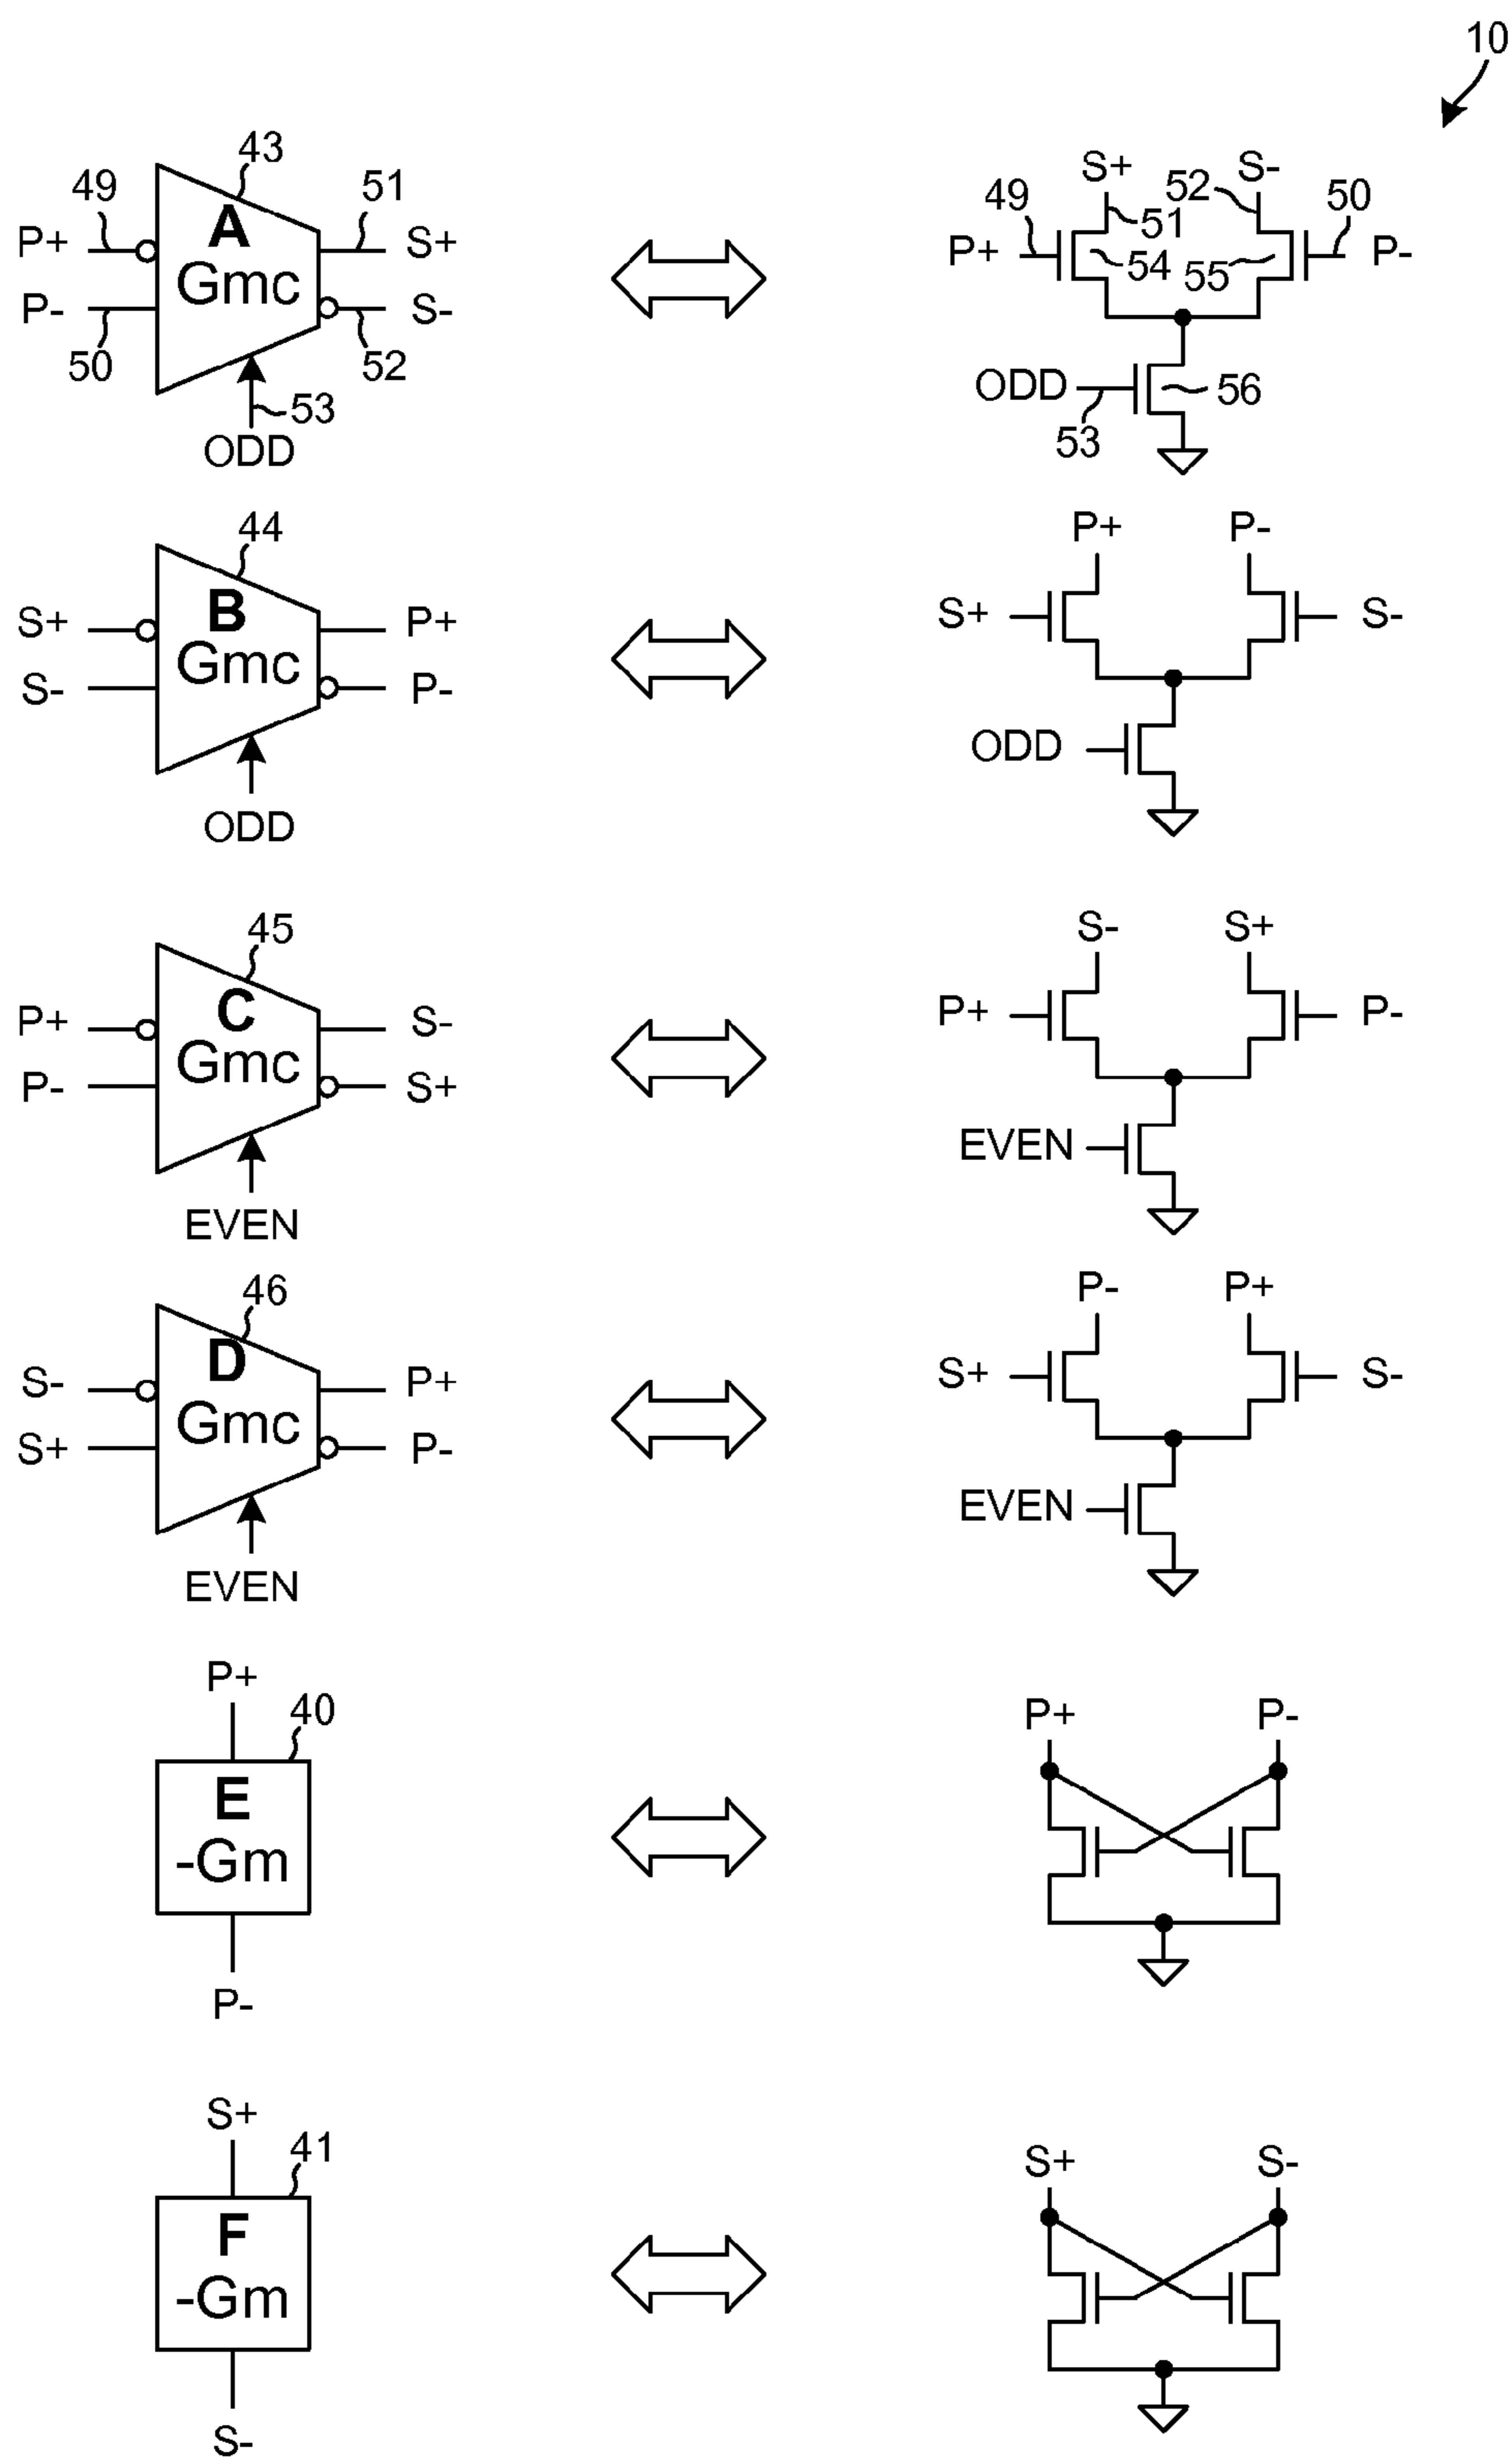 10
43
49
P+
A
Gmc
51
S+
P-
50
S-
52
53
ODD
S+
S-
52
49
51
50
P+
54
55
P-
ODD
56
53
44
S+
B
Gmc
P+
S-
P-
ODD
P+
P-
S+
S-
ODD
45
P+
C
Gmc
S-
P-
S+
EVEN
S-
S+
P+
P-
EVEN
46
S-
D
Gmc
P+
S+
P-
EVEN
P-
P+
S+
S-
EVEN
P+
40
E
-Gm
P-
P+
P-
S+
41
F
-Gm
S-
S+
S-